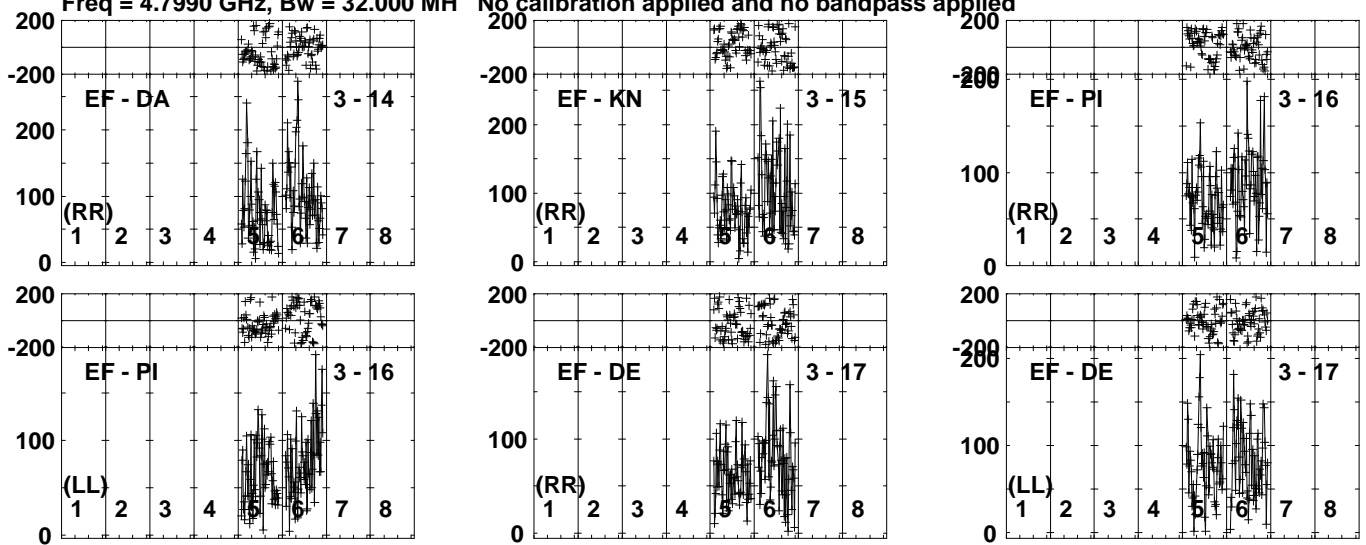 Freq = 4.7990 GHz, Bw = 32.000 MH No calibration applied and no bandpass applied
200 200 200
-200 -200 -200
EF - DA 3 - 14 EF - KN 3 - 15 EF - PI 3 - 16
200 200 200 200
100 100 100
(RR) (RR) (RR)
1 2 3 4 5 6 7 8 1 2 3 4 5 6 7 8 1 2 3 4 5 6 7 8
0 0 0
200 200 200
-200 -200 -200
EF - PI 3 - 16 EF - DE 3 - 17 EF - DE 3 - 17
200
100 100 100
(LL) (RR) (LL)
1 2 3 4 5 6 7 8 1 2 3 4 5 6 7 8 1 2 3 4 5 6 7 8
0 0 0